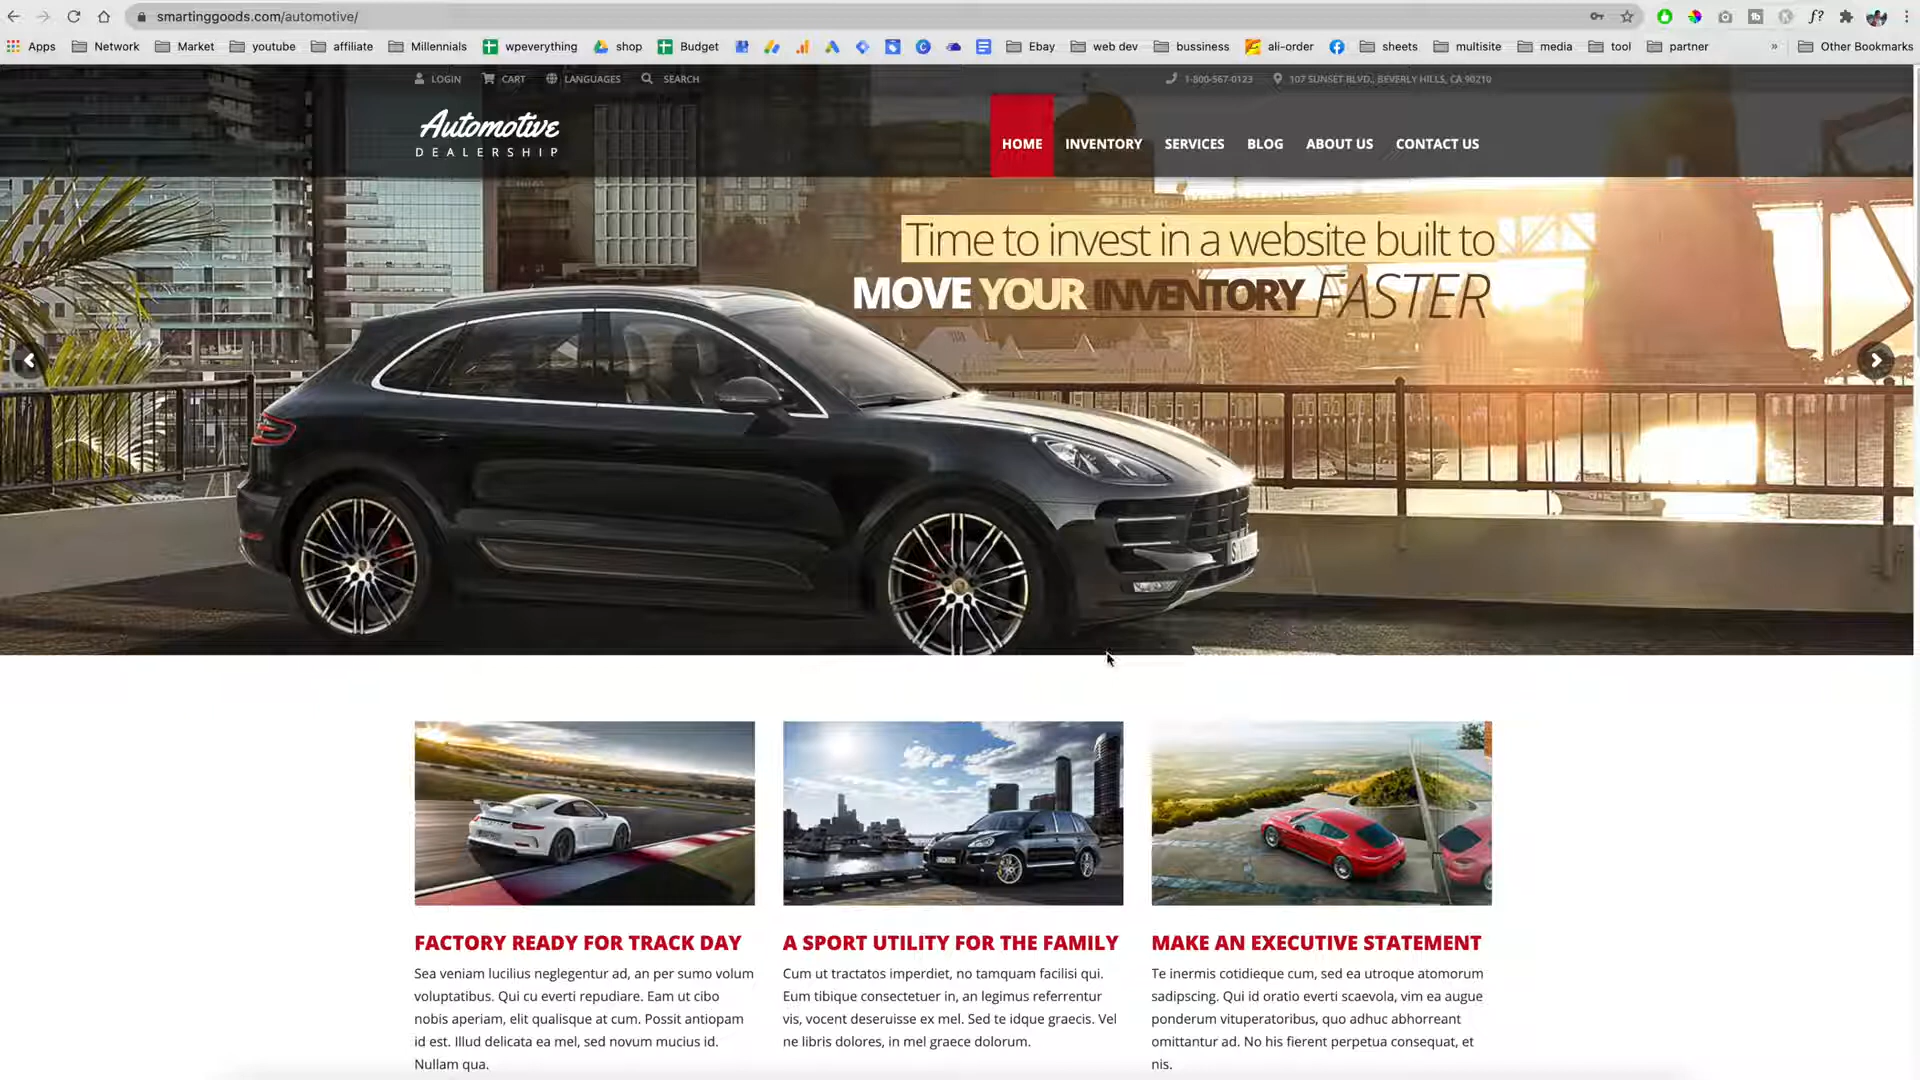 smartinggoods.com/automotive/
f?
Apps Network Market youtube affiliate Millennials wpeverything shop Budget Ebay web dev bussiness ali-order sheets multisite media tool partner » Other Bookmarks
LOGIN CART LANGUAGES SEARCH 1-800-567-0123 107 SUNSET BLVD., BEVERLY HILLS, CA 90210
Automotive
DEALERSHIP
HOME INVENTORY SERVICES BLOG ABOUT US CONTACT US
Time to invest in a website built to
MOVE YOUR INVENTORY FASTER
FACTORY READY FOR TRACK DAY
Sea veniam lucilius neglegentur ad, an per sumo volum
voluptatibus. Qui cu everti repudiare. Eam ut cibo
nobis aperiam, elit qualisque at cum. Possit antiopam
id est. Illud delicata ea mel, sed novum mucius id.
Nullam qua.
A SPORT UTILITY FOR THE FAMILY
Cum ut tractatos imperdiet, no tamquam facilisi qui.
Eum tibique consectetuer in, an legimus referrentur
vis, vocent deseruisse ex mel. Sed te idque graecis. Vel
ne libris dolores, in mel graece dolorum.
MAKE AN EXECUTIVE STATEMENT
Te inermis cotidieque cum, sed ea utroque atomorum
sadipscing. Qui id oratio everti scaevola, vim ea augue
ponderum vituperatoribus, quo adhuc abhorreant
omittantur ad. No his fierent perpetua consequat, et
nis.